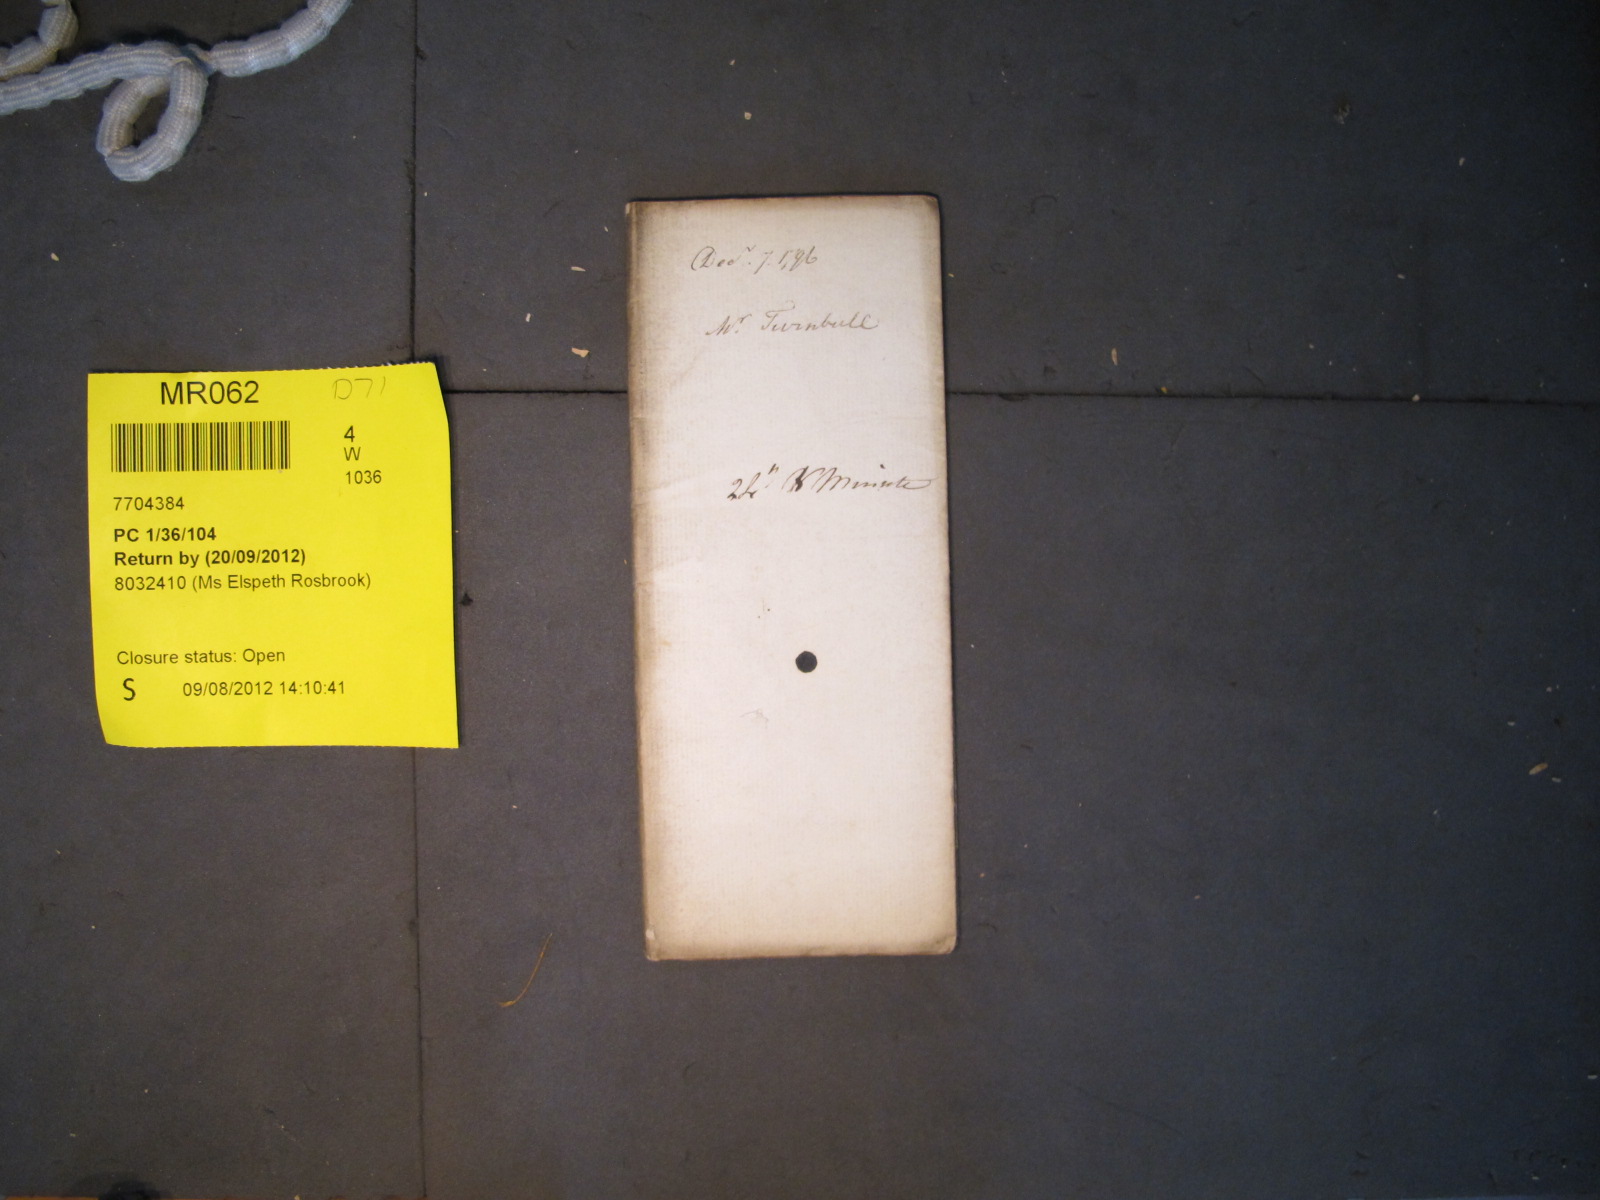 MR062 D71
4
W
1036
7704384
PC 1/36/104
Return by (20/09/2012)
8032410 (Ms Elspeth Rosbrook)
Closure status: Open
S 09/08/2012 14:10:41
Decr. 7. 1796
Mr Turnbull
Minute